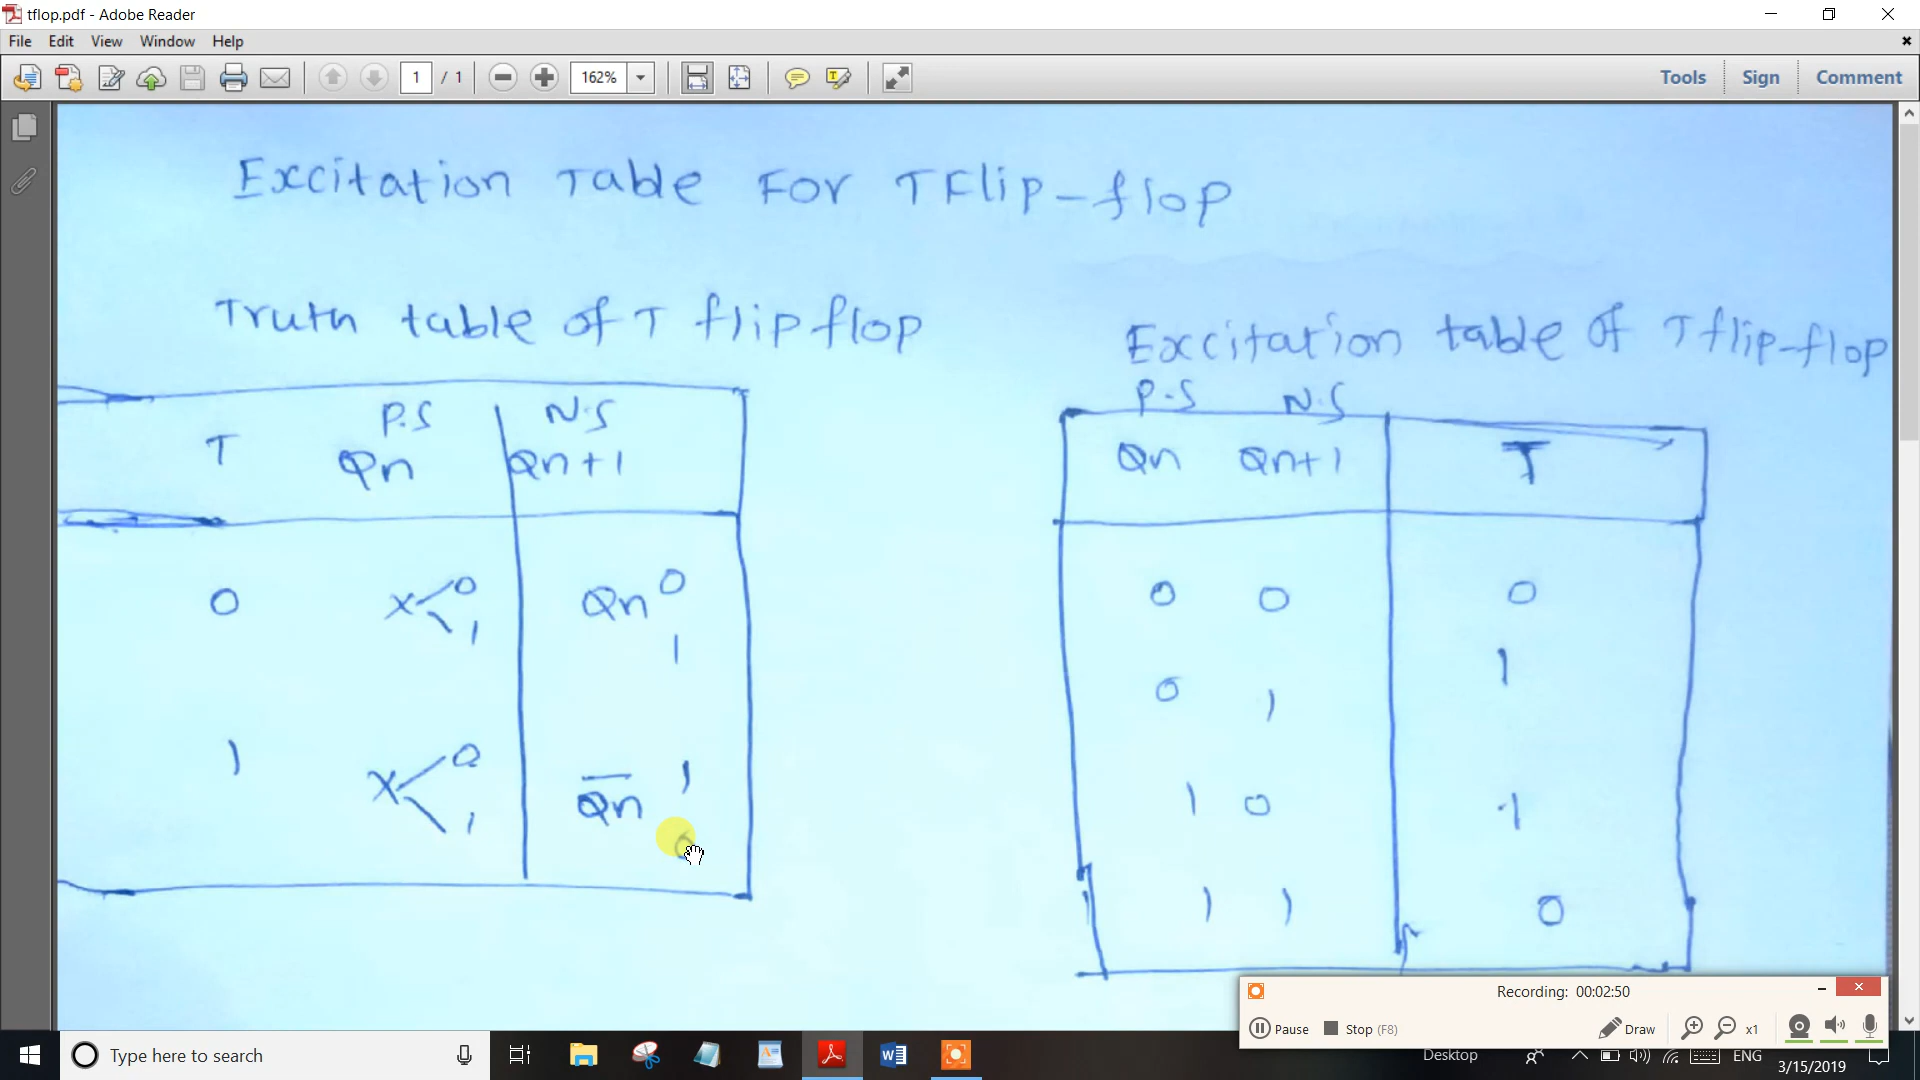 tflop.pdf - Adobe Reader
File Edit View Window Help
1 / 1 162% Tools Sign Comment
Excitation Table For T Flip-flop
Truth table of T flip flop
Excitation table of T flip-flop
P.S N.S
T Qn Qn+1
0 X 0 1 Qn 0 1
1 X 0 1 Q̅n 1 0
P.S N.S
Qn Qn+1 T
0 0 0
0 1 1
1 0 1
1 1 0
Recording: 00:02:50
Pause Stop (F8) Draw x1
Type here to search
Desktop ENG
3/15/2019